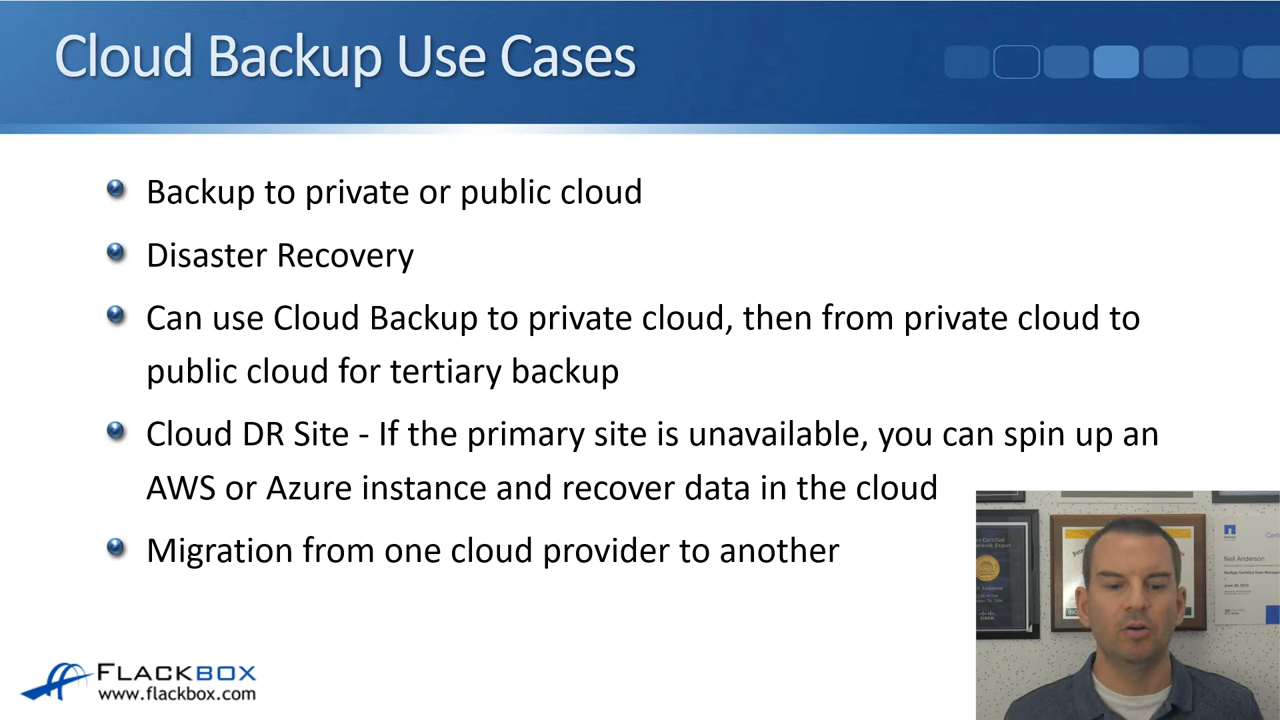 Cloud Backup Use Cases
Backup to private or public cloud
Disaster Recovery
Can use Cloud Backup to private cloud, then from private cloud to
public cloud for tertiary backup
Cloud DR Site - If the primary site is unavailable, you can spin up an
AWS or Azure instance and recover data in the cloud
Migration from one cloud provider to another
Neil Anderson
FLACKBOX
www.flackbox.com